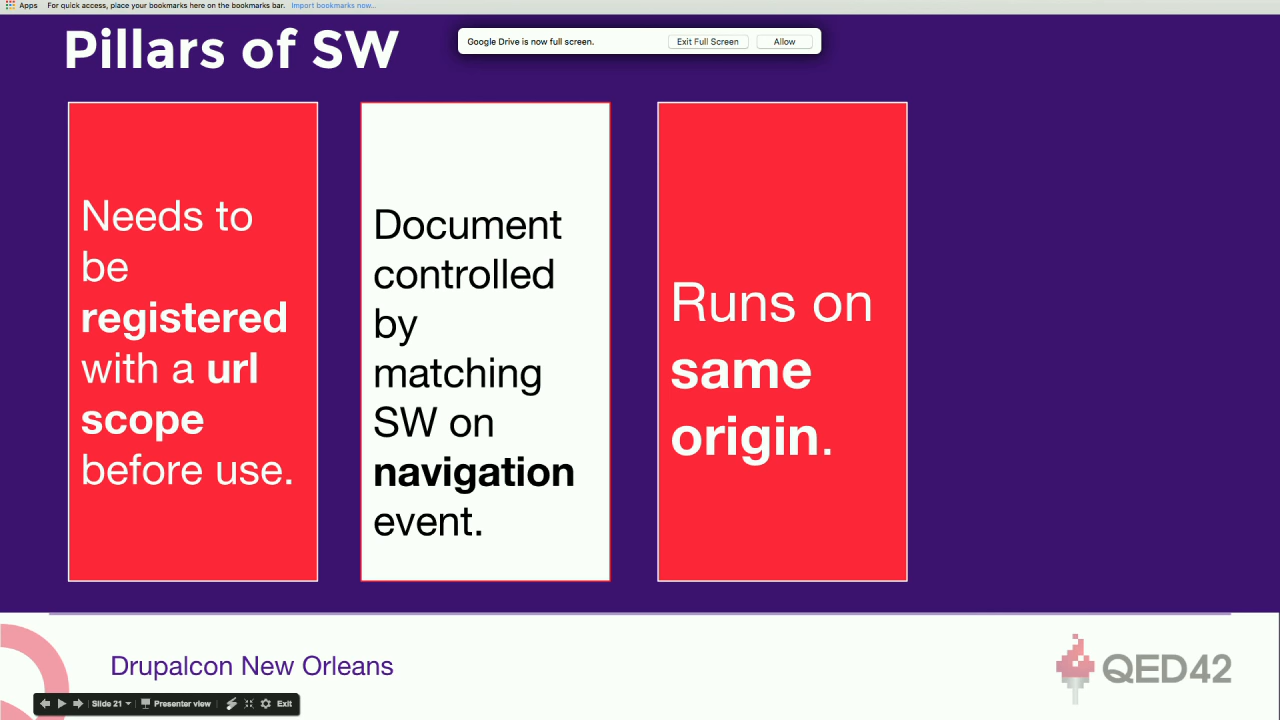 Apps For quick access, place your bookmarks here on the bookmarks bar. Import bookmarks now...
Pillars of SW
Google Drive is now full screen. Exit Full Screen Allow
Needs to
be
registered
with a url
scope
before use.
Document
controlled
by
matching
SW on
navigation
event.
Runs on
same
origin.
Drupalcon New Orleans
QED42
Slide 21 Presenter view Exit